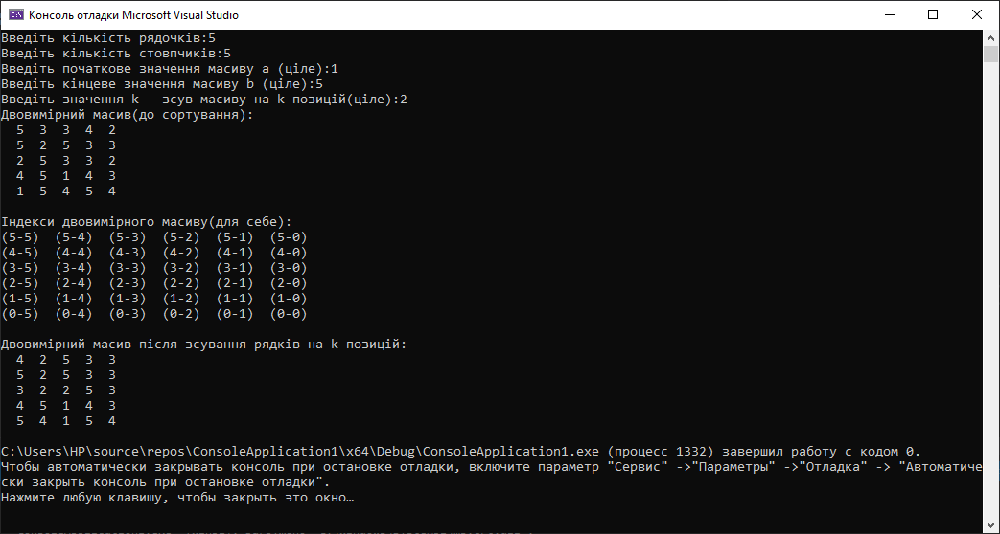 Консоль отладки Microsoft Visual Studio
Введіть кількість рядочків:5
Введіть кількість стовпчиків:5
Введіть початкове значення масиву a (ціле):1
Введіть кінцеве значення масиву b (ціле):5
Введіть значення k - зсув масиву на k позицій(ціле):2
Двовимірний масив(до сортування):
5 3 3 4 2
5 2 5 3 3
2 5 3 3 2
4 5 1 4 3
1 5 4 5 4
Індекси двовимірного масиву(для себе):
(5-5) (5-4) (5-3) (5-2) (5-1) (5-0)
(4-5) (4-4) (4-3) (4-2) (4-1) (4-0)
(3-5) (3-4) (3-3) (3-2) (3-1) (3-0)
(2-5) (2-4) (2-3) (2-2) (2-1) (2-0)
(1-5) (1-4) (1-3) (1-2) (1-1) (1-0)
(0-5) (0-4) (0-3) (0-2) (0-1) (0-0)
Двовимірний масив після зсування рядків на k позицій:
4 2 5 3 3
5 2 5 3 3
3 2 2 5 3
4 5 1 4 3
5 4 1 5 4
C:\Users\HP\source\repos\ConsoleApplication1\x64\Debug\ConsoleApplication1.exe (процесс 1332) завершил работу с кодом 0.
Чтобы автоматически закрывать консоль при остановке отладки, включите параметр "Сервис" ->"Параметры" ->"Отладка" -> "Автоматиче
ски закрыть консоль при остановке отладки".
Нажмите любую клавишу, чтобы закрыть это окно…